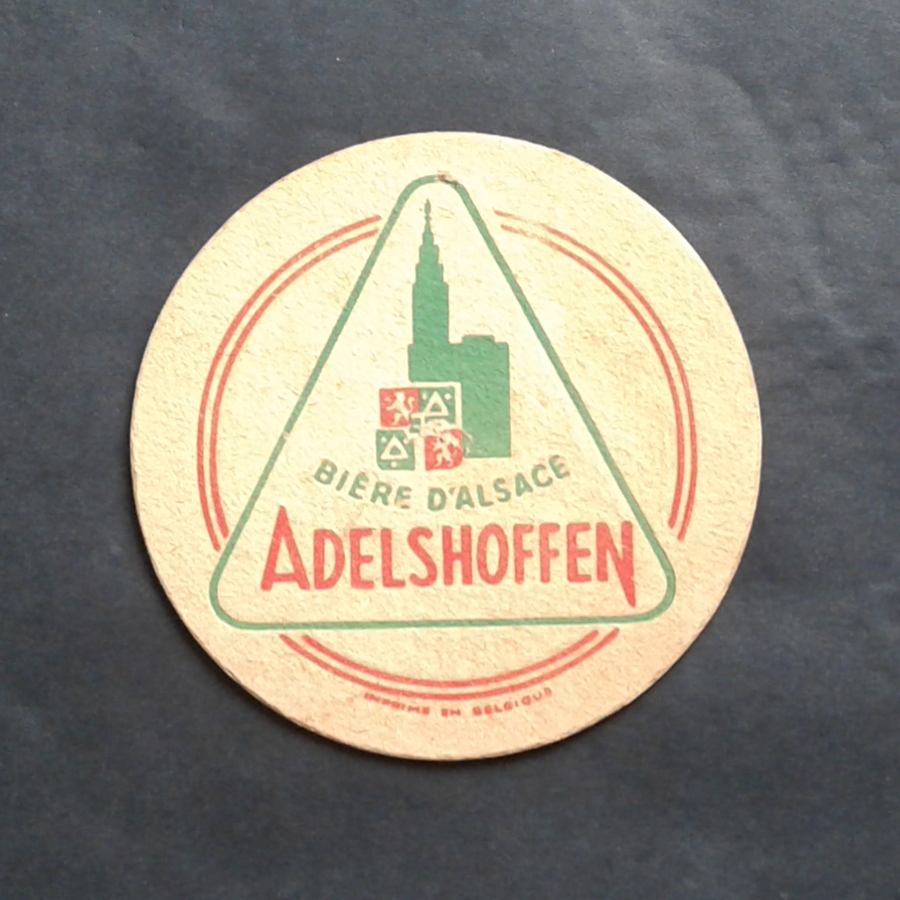 BIÈRE D'ALSACE
ADELSHOFFEN
IMPRIMÉ EN BELGIQUE